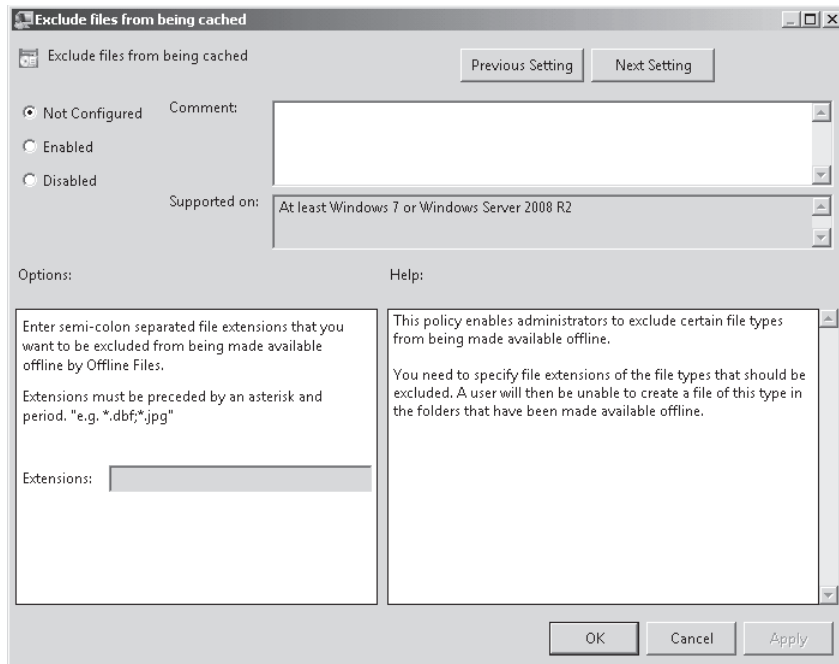 Exclude files from being cached
Exclude files from being cached
Previous Setting
Next Setting
Not Configured
Comment:
Enabled
Disabled
Supported on:
At least Windows 7 or Windows Server 2008 R2
Options:
Help:
Enter semi-colon separated file extensions that you
want to be excluded from being made available
offline by Offline Files.
Extensions must be preceded by an asterisk and
period. "e.g. *.dbf;*.jpg"
Extensions:
This policy enables administrators to exclude certain file types
from being made available offline.
You need to specify file extensions of the file types that should be
excluded. A user will then be unable to create a file of this type in
the folders that have been made available offline.
OK
Cancel
Apply